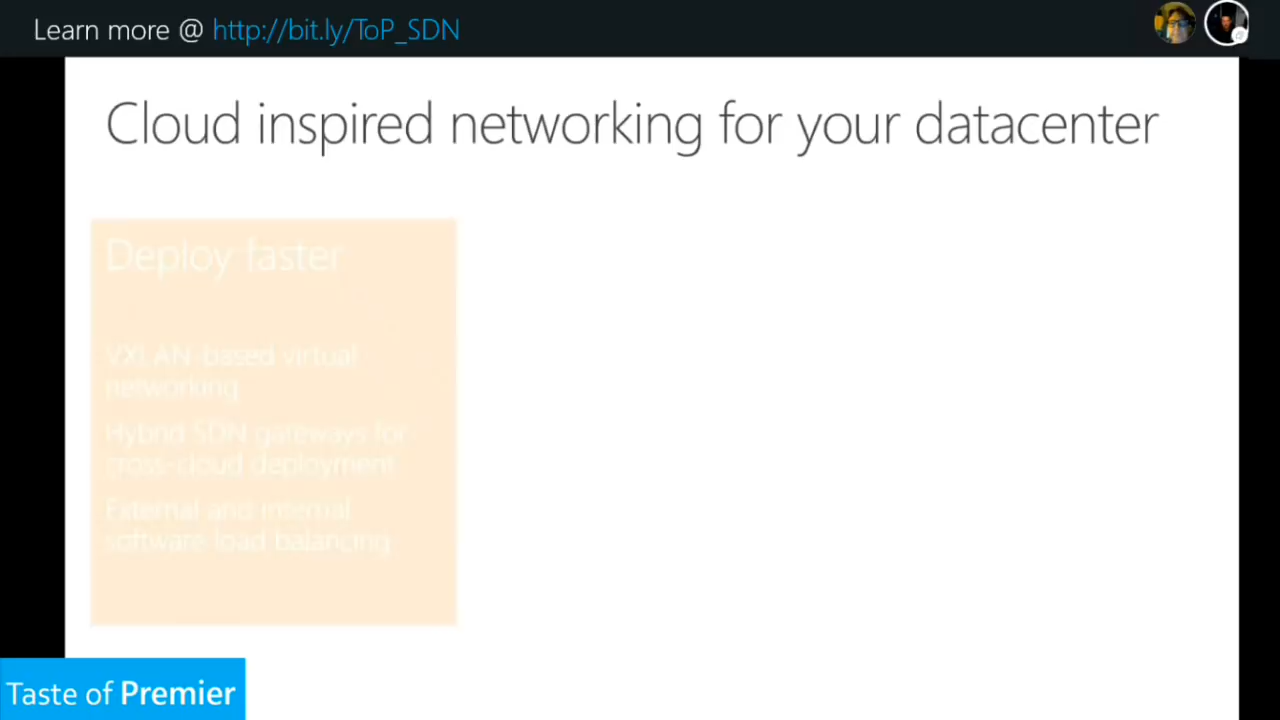 Learn more @ http://bit.ly/ToP_SDN
Cloud inspired networking for your datacenter
Deploy faster
VXLAN-based virtual
networking
Hybrid SDN gateways for
cross-cloud deployment
External and internal
software load balancing
Taste of Premier